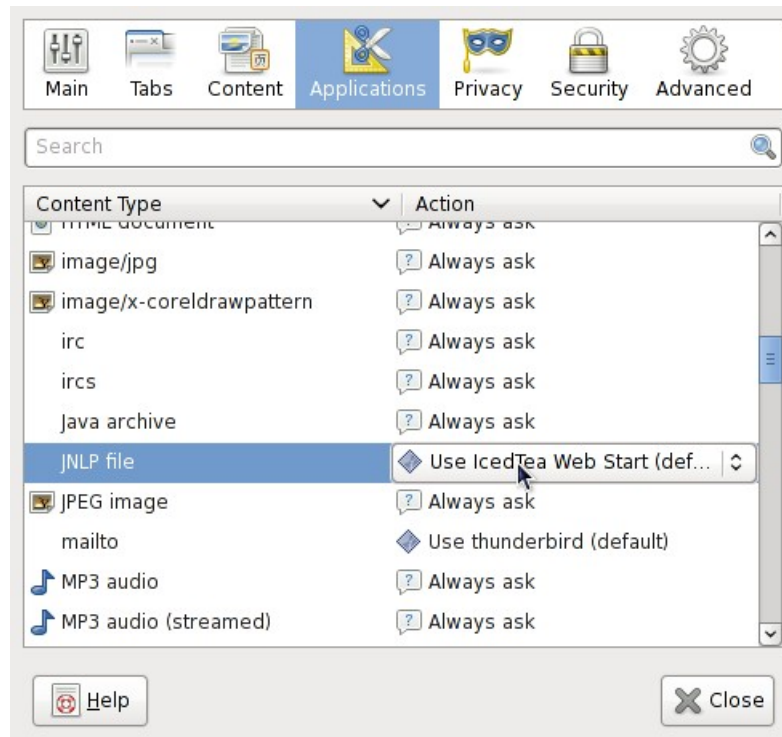 Main Tabs Content Applications Privacy Security Advanced
Search
Content Type Action
HTML document Always ask
image/jpg Always ask
image/x-coreldrawpattern Always ask
irc Always ask
ircs Always ask
Java archive Always ask
JNLP file Use IcedTea Web Start (def...
JPEG image Always ask
mailto Use thunderbird (default)
MP3 audio Always ask
MP3 audio (streamed) Always ask
Help Close